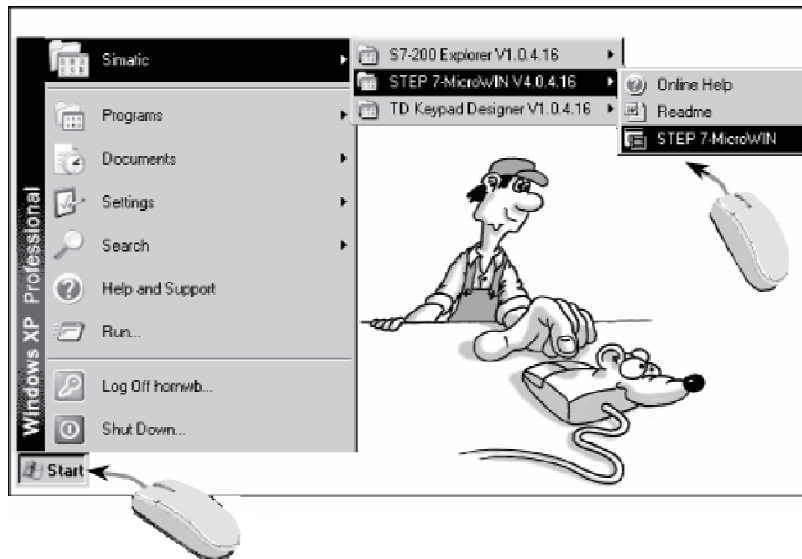 Windows XP Professional
Simatic
Programs
Documents
Settings
Search
Help and Support
Run...
Log Off hornwb...
Shut Down...
Start
S7-200 Explorer V1.0.4.16
STEP 7-MicroWIN V4.0.4.16
TD Keypad Designer V1.0.4.16
Online Help
Readme
STEP 7-MicroWIN